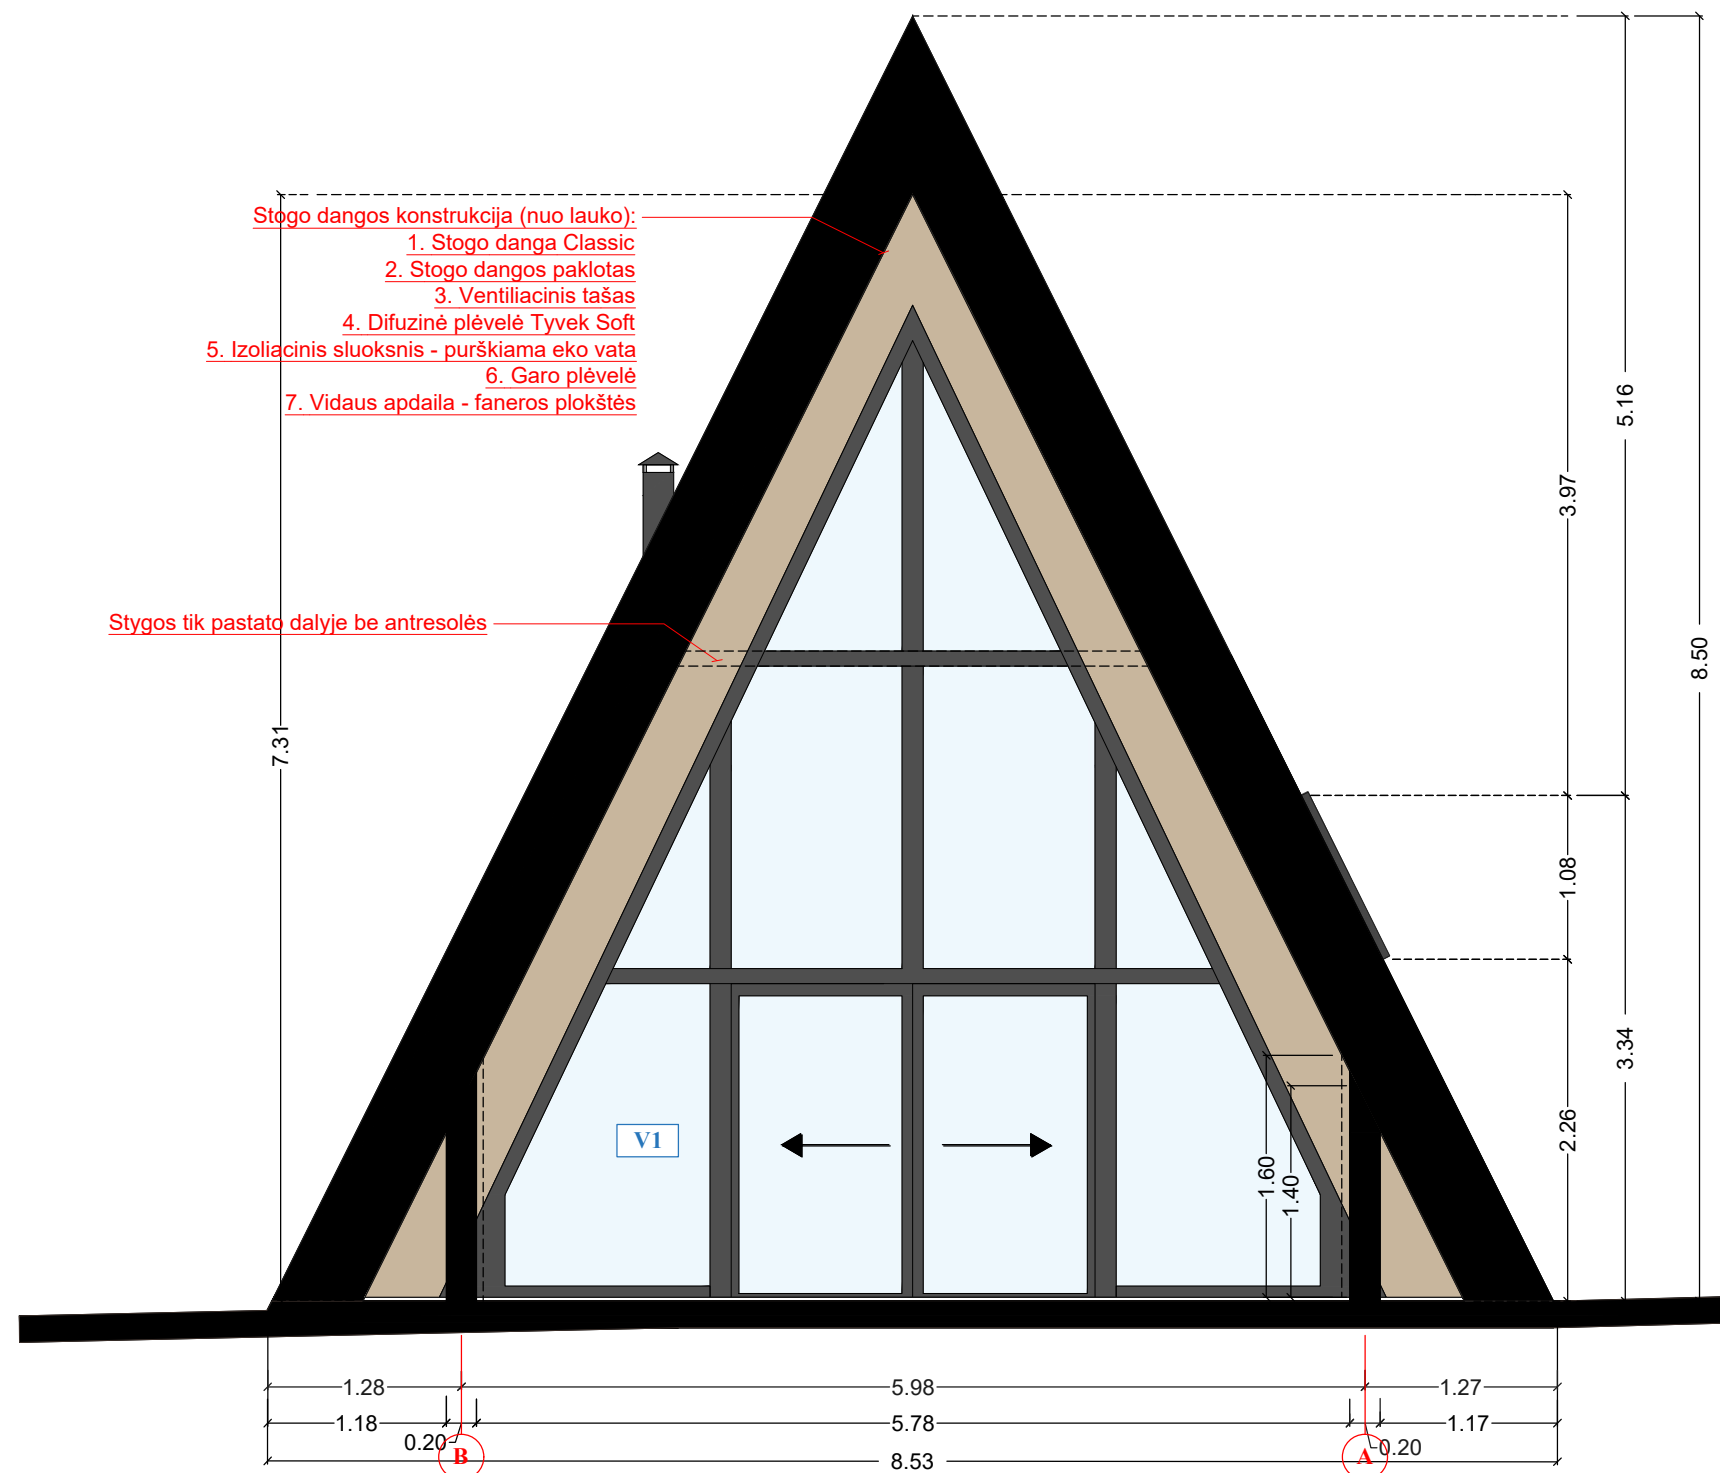 Stogo dangos konstrukcija (nuo lauko):
1. Stogo danga Classic
2. Stogo dangos paklotas
3. Ventiliacinis tašas
4. Difuzinė plėvelė Tyvek Soft
5. Izoliacinis sluoksnis - purškiama eko vata
6. Garo plėvelė
7. Vidaus apdaila - faneros plokštės
5.16
3.97
Stygos tik pastato dalyje be antresolės
8.50
7.31
1.08
3.34
2.26
V1
1.60
1.40
1.28
5.98
1.27
1.18
5.78
1.17
0.20
B
A
0.20
8.53